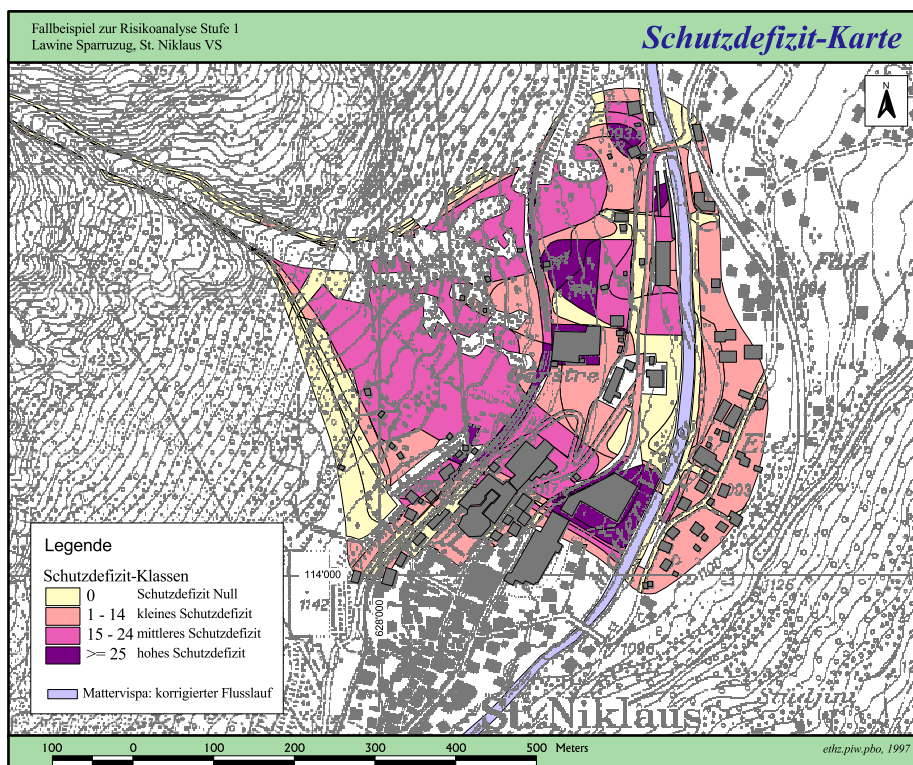 Fallbeispiel zur Risikoanalyse Stufe 1
Lawine Sparruzug, St. Niklaus VS
Schutzdefizit-Karte
N
Legende
Schutzdefizit-Klassen
0 Schutzdefizit Null
1 - 14 kleines Schutzdefizit
15 - 24 mittleres Schutzdefizit
>= 25 hohes Schutzdefizit
Mattervispa: korrigierter Flusslauf
114'000
628'000
1142
St. Niklaus
100 0 100 200 300 400 500 Meters
ethz.piw.pbo, 1997